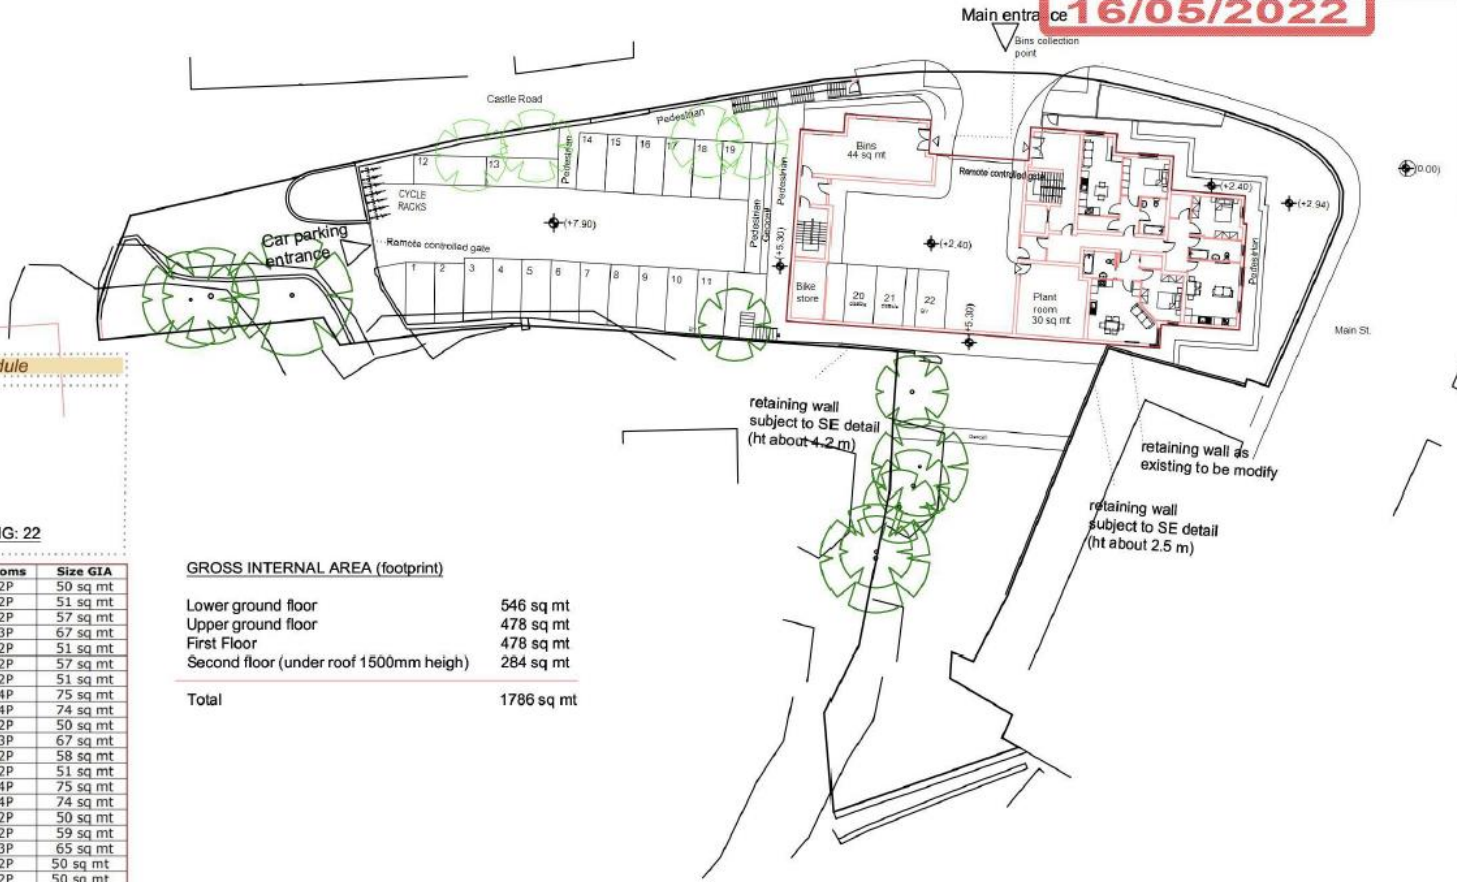 Main entrance
16/05/2022
Bins collection
point
Castle Road
Pedestrian
Pedestrian
Pedestrian
Pedestrian
12
13
14
15
16
17
18
19
CYCLE
RACKS
Bins
44 sq mt
Remote controlled gate
(0.00)
(+2.40)
(+2.94)
(+7.90)
Pedestrian
(+5.30)
(+2.40)
Pedestrian
Car parking
entrance
Remote controlled gate
1
2
3
4
5
6
7
8
9
10
11
Bike
store
20
21
22
(+5.30)
Plant
room
30 sq mt
Main St.
dule
retaining wall
subject to SE detail
(ht about 4.2 m)
retaining wall as
existing to be modify
retaining wall
subject to SE detail
(ht about 2.5 m)
G: 22
oms Size GIA
2P 50 sq mt
2P 51 sq mt
2P 57 sq mt
3P 67 sq mt
2P 51 sq mt
2P 57 sq mt
2P 51 sq mt
4P 75 sq mt
4P 74 sq mt
2P 50 sq mt
3P 67 sq mt
2P 58 sq mt
2P 51 sq mt
4P 75 sq mt
4P 74 sq mt
2P 50 sq mt
2P 59 sq mt
3P 65 sq mt
2P 50 sq mt
2P 50 sq mt
GROSS INTERNAL AREA (footprint)
Lower ground floor 546 sq mt
Upper ground floor 478 sq mt
First Floor 478 sq mt
Second floor (under roof 1500mm heigh) 284 sq mt
Total 1786 sq mt